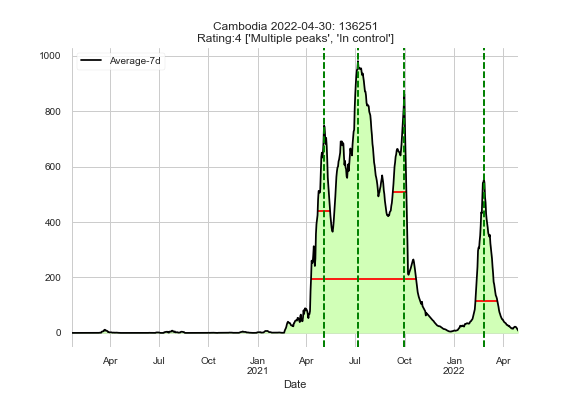 Cambodia 2022-04-30: 136251
Rating:4 ['Multiple peaks', 'In control']
Average-7d
1000
800
600
400
200
0
Apr Jul Oct Jan Apr Jul Oct Jan Apr
2021 2022
Date